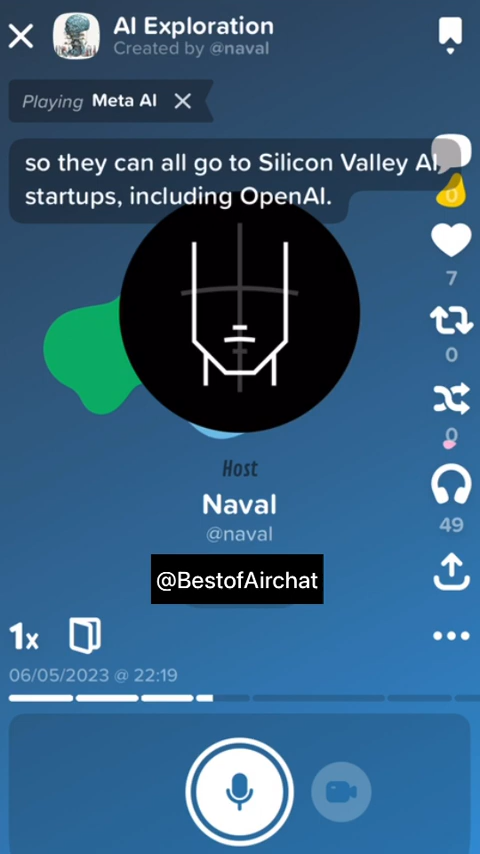 AI Exploration
Created by @naval
Playing Meta AI
so they can all go to Silicon Valley AI
startups, including OpenAI.
0
7
0
0
Host
Naval
@naval
49
@BestofAirchat
1x
06/05/2023 @ 22:19